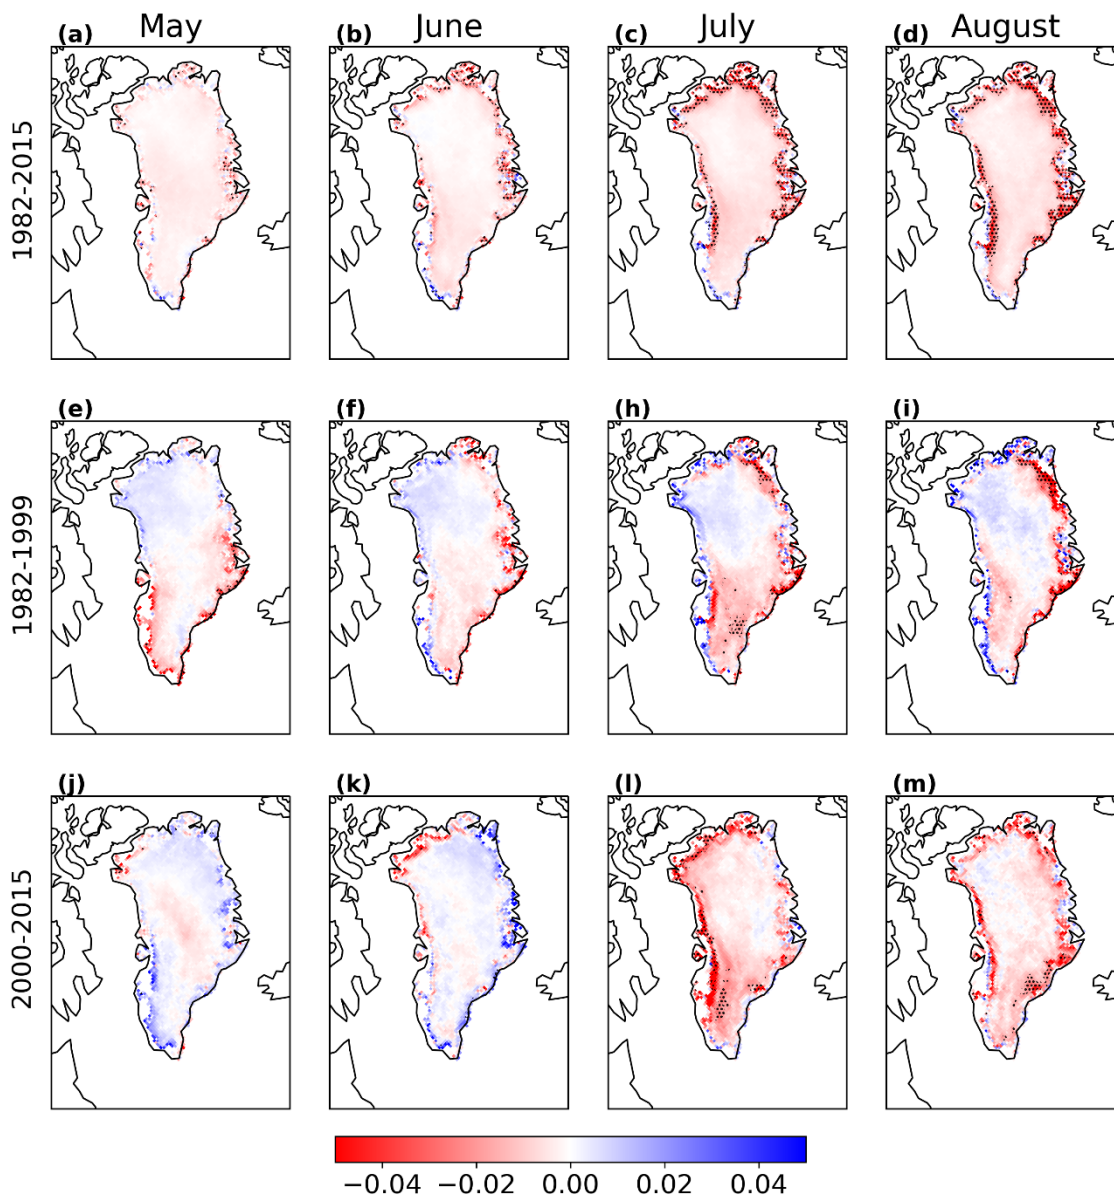 (a) May
(b) June
(c) July
(d) August
1982-2015
(e)
(f)
(h)
(i)
1982-1999
(j)
(k)
(l)
(m)
2000-2015
−0.04 −0.02 0.00 0.02 0.04